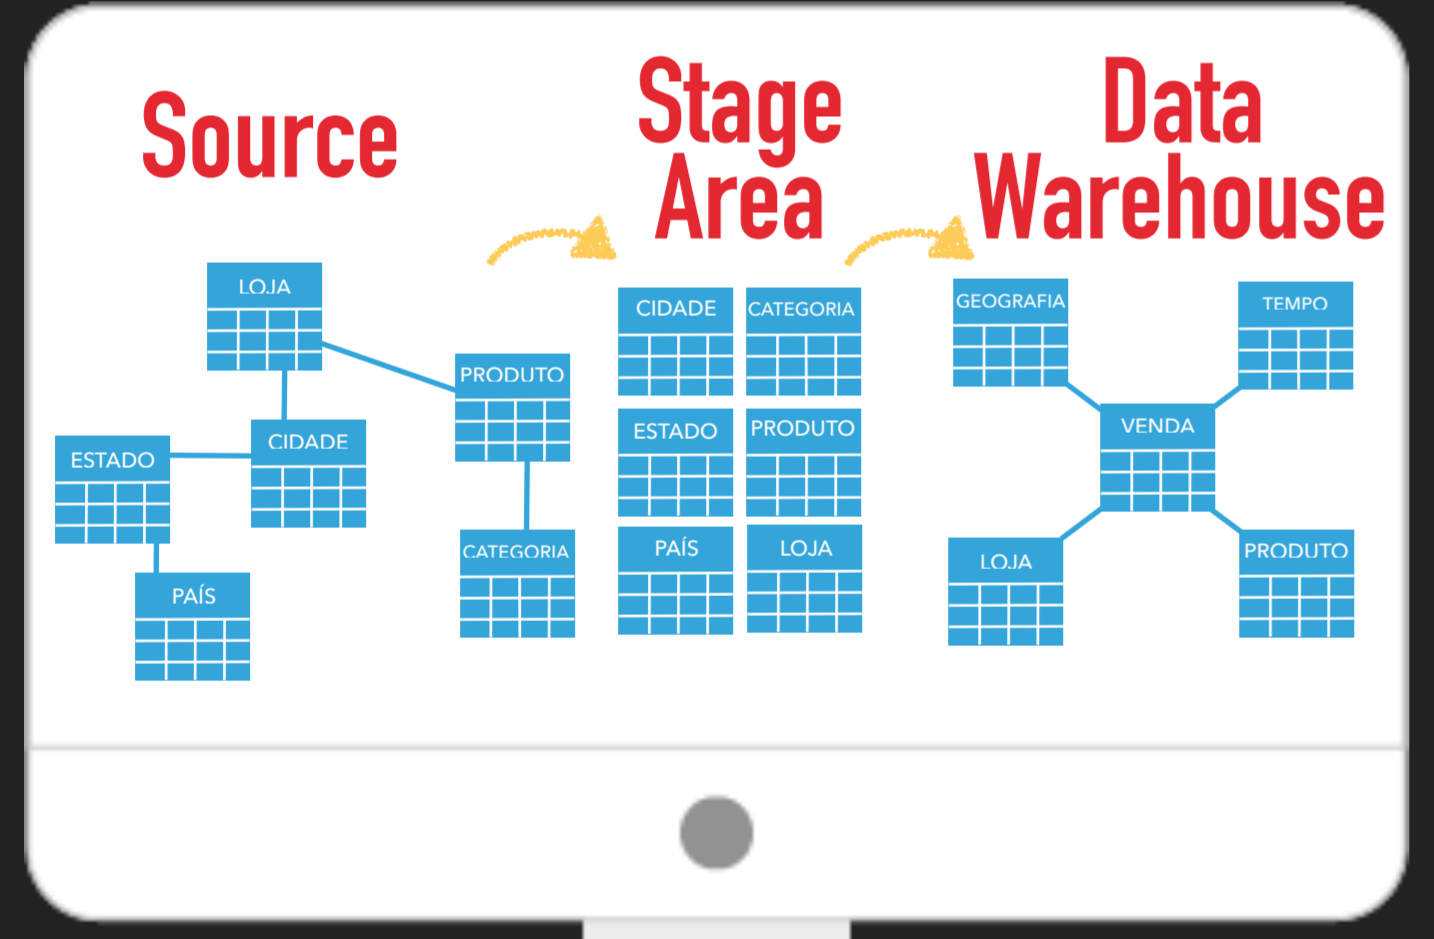 Source
LOJA
PRODUTO
ESTADO
CIDADE
CATEGORIA
PAÍS
Stage
Area
CIDADE
CATEGORIA
ESTADO
PRODUTO
PAÍS
LOJA
Data
Warehouse
GEOGRAFIA
TEMPO
VENDA
LOJA
PRODUTO